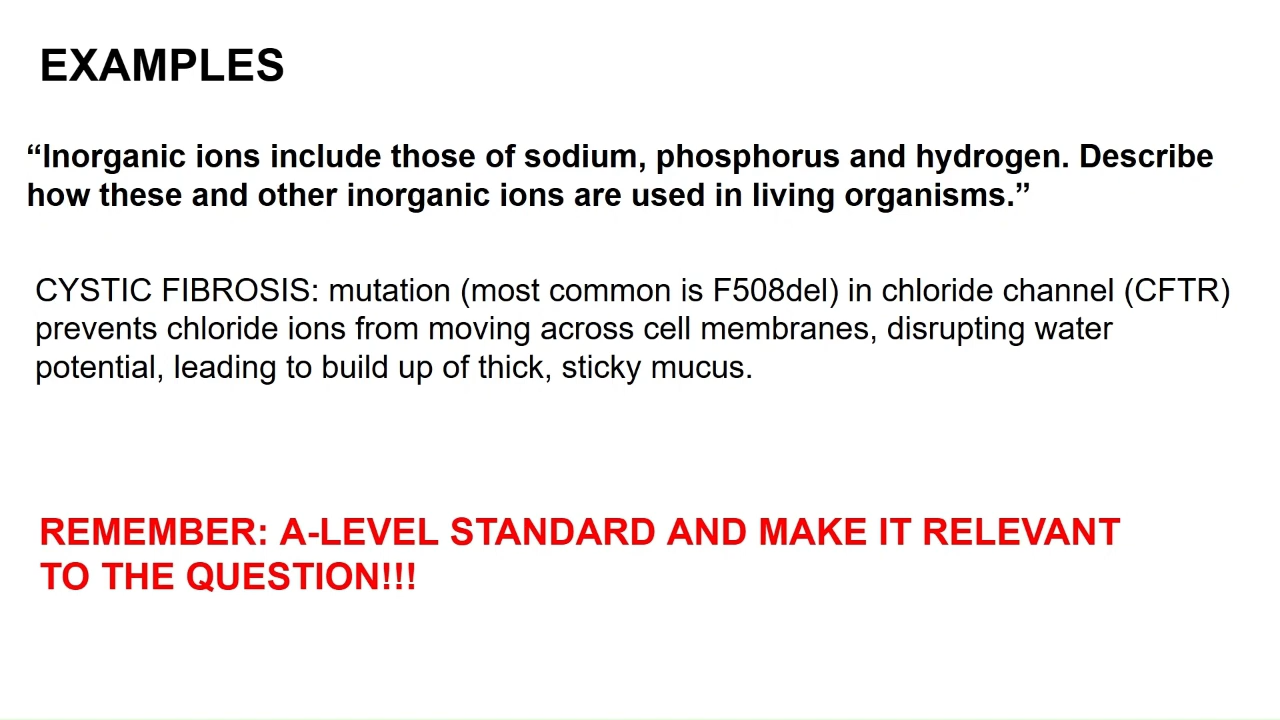 EXAMPLES
“Inorganic ions include those of sodium, phosphorus and hydrogen. Describe
how these and other inorganic ions are used in living organisms.”
CYSTIC FIBROSIS: mutation (most common is F508del) in chloride channel (CFTR)
prevents chloride ions from moving across cell membranes, disrupting water
potential, leading to build up of thick, sticky mucus.
REMEMBER: A-LEVEL STANDARD AND MAKE IT RELEVANT
TO THE QUESTION!!!